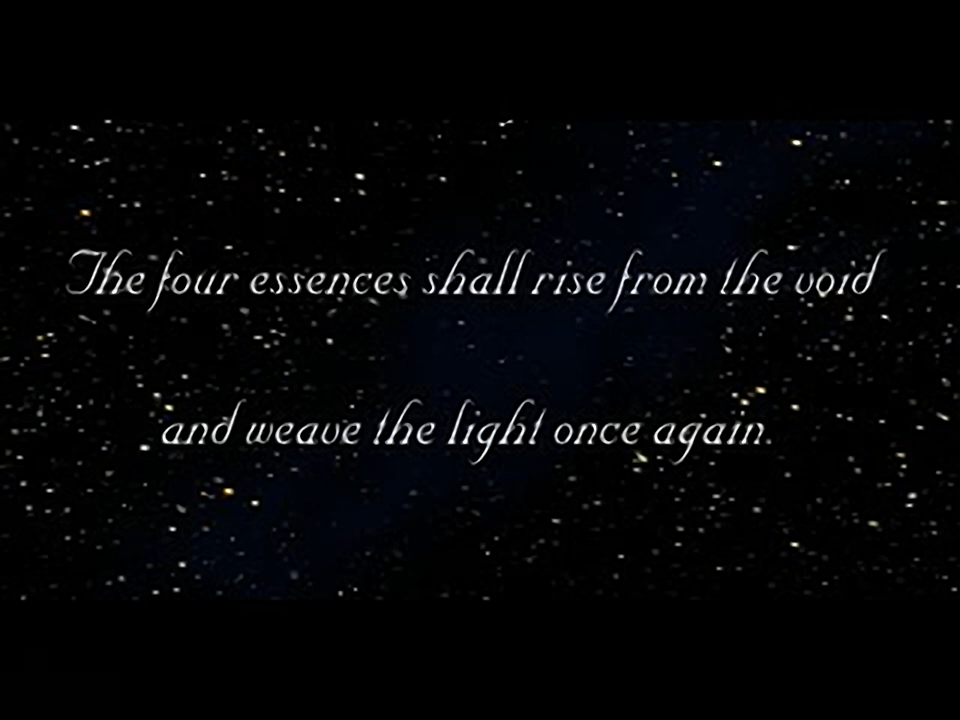 The four essences shall rise from the void
and weave the light once again.